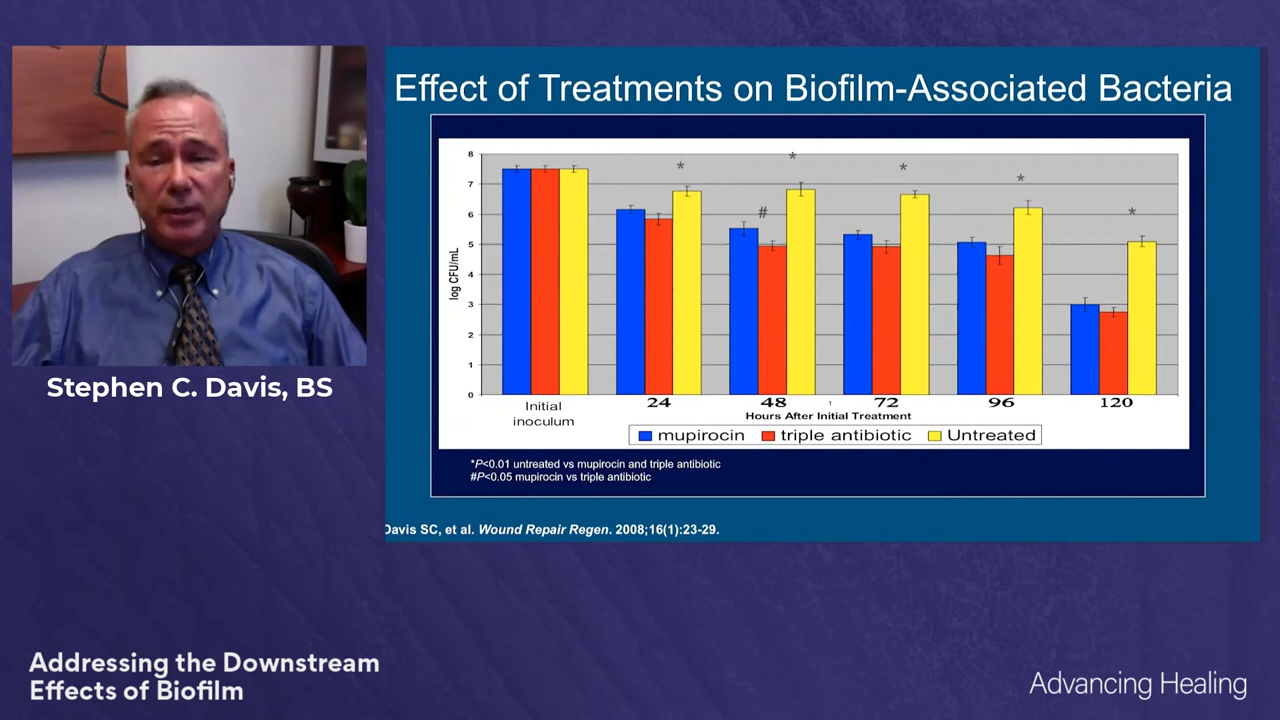 Effect of Treatments on Biofilm-Associated Bacteria
8
7
6
5
4
3
2
1
0
log CFU/mL
*
*
*
*
*
#
Initial inoculum
24
48
1
72
96
120
Hours After Initial Treatment
mupirocin triple antibiotic Untreated
*P<0.01 untreated vs mupirocin and triple antibiotic
#P<0.05 mupirocin vs triple antibiotic
Davis SC, et al. Wound Repair Regen. 2008;16(1):23-29.
Stephen C. Davis, BS
Addressing the Downstream
Effects of Biofilm
Advancing Healing